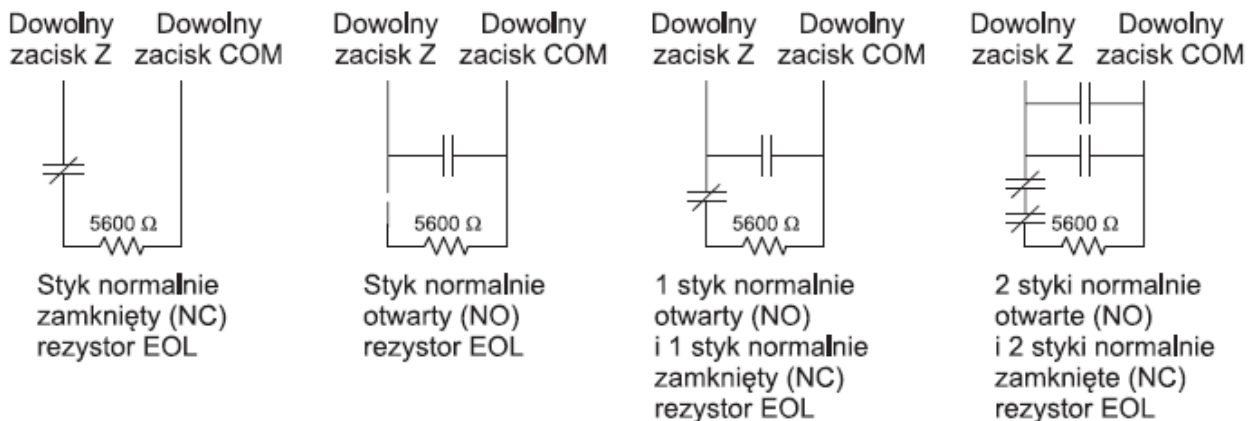 Dowolny Dowolny
zacisk Z zacisk COM
5600 Ω
Styk normalnie
zamknięty (NC)
rezystor EOL
Dowolny Dowolny
zacisk Z zacisk COM
5600 Ω
Styk normalnie
otwarty (NO)
rezystor EOL
Dowolny Dowolny
zacisk Z zacisk COM
5600 Ω
1 styk normalnie
otwarty (NO)
i 1 styk normalnie
zamknięty (NC)
rezystor EOL
Dowolny Dowolny
zacisk Z zacisk COM
5600 Ω
2 styki normalnie
otwarte (NO)
i 2 styki normalnie
zamknięte (NC)
rezystor EOL